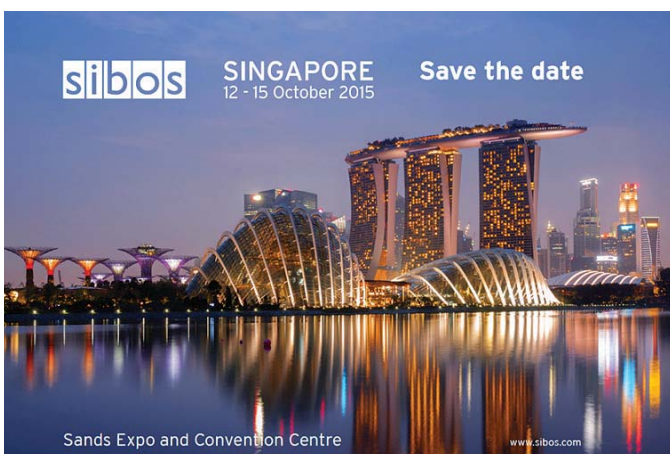 sibos
SINGAPORE
12 - 15 October 2015
Save the date
Sands Expo and Convention Centre
www.sibos.com